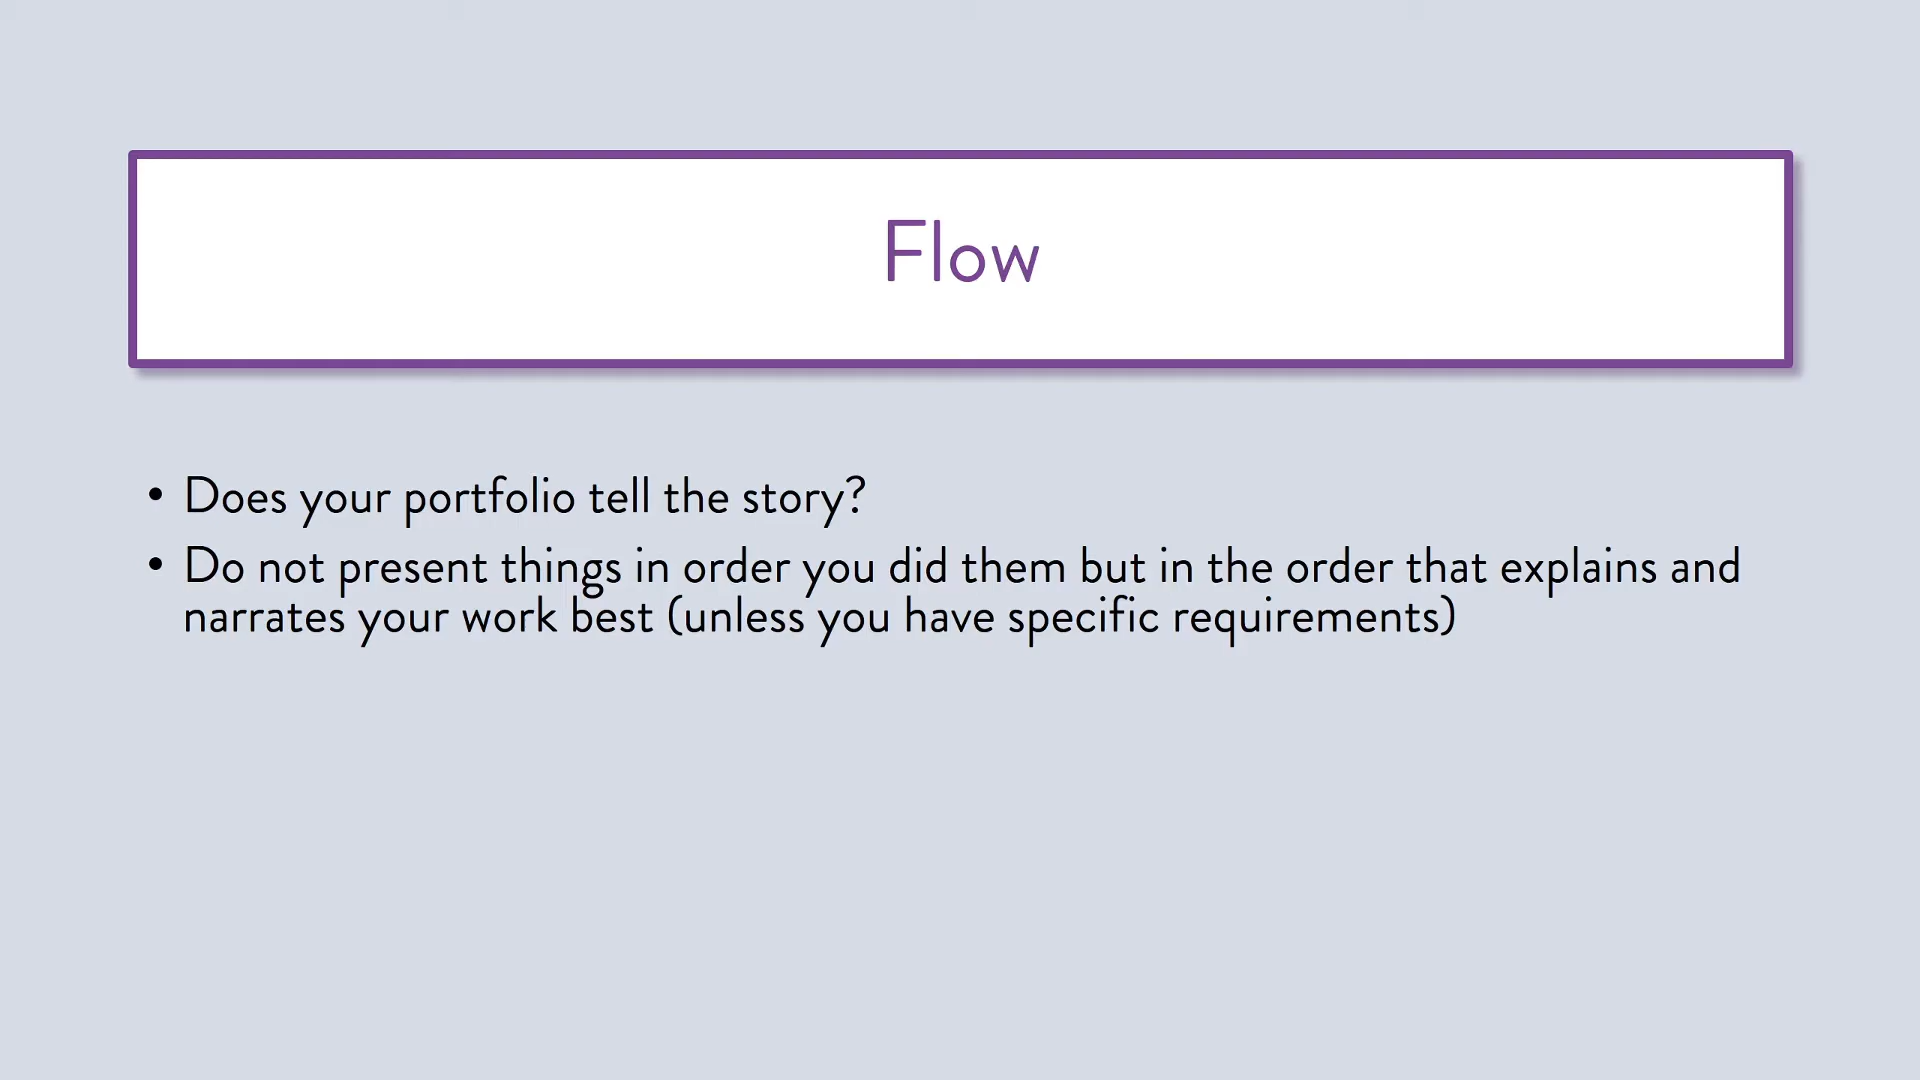 Flow
• Does your portfolio tell the story?
• Do not present things in order you did them but in the order that explains and
narrates your work best (unless you have specific requirements)